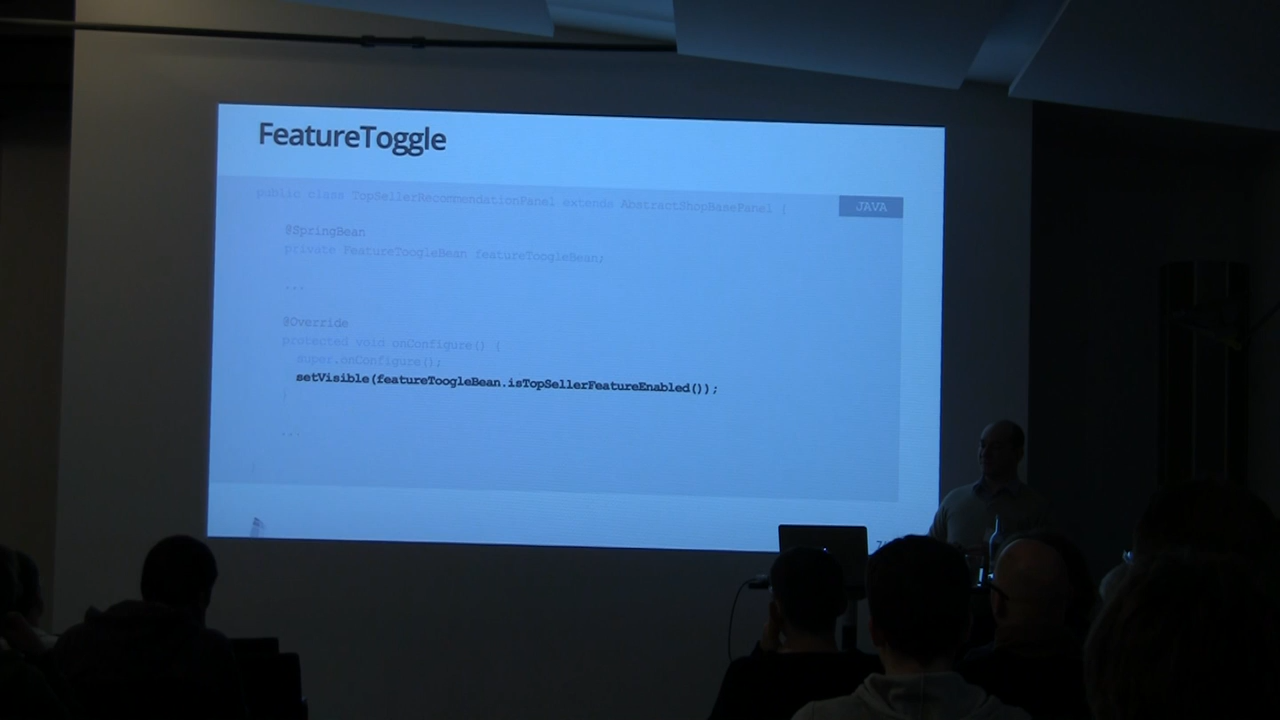 FeatureToggle
public class TopSellerRecommendationPanel extends AbstractShopBasePanel {
JAVA
@SpringBean
private FeatureToogleBean featureToogleBean;
...
@Override
protected void onConfigure() {
super.onConfigure();
setVisible(featureToogleBean.isTopSellerFeatureEnabled());
}
...
}